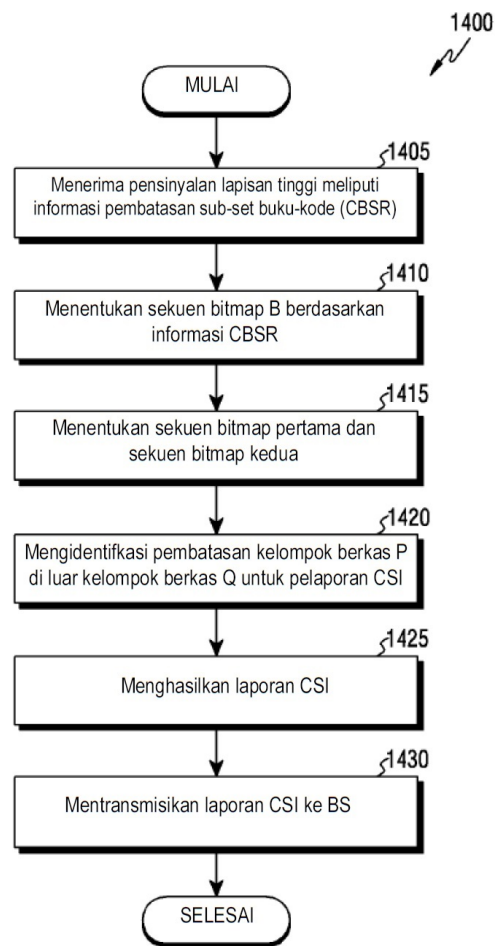 1400
MULAI
1405
Menerima pensinyalan lapisan tinggi meliputi
informasi pembatasan sub-set buku-kode (CBSR)
1410
Menentukan sekuen bitmap B berdasarkan
informasi CBSR
1415
Menentukan sekuen bitmap pertama dan
sekuen bitmap kedua
1420
Mengidentifkasi pembatasan kelompok berkas P
di luar kelompok berkas Q untuk pelaporan CSI
1425
Menghasilkan laporan CSI
1430
Mentransmisikan laporan CSI ke BS
SELESAI